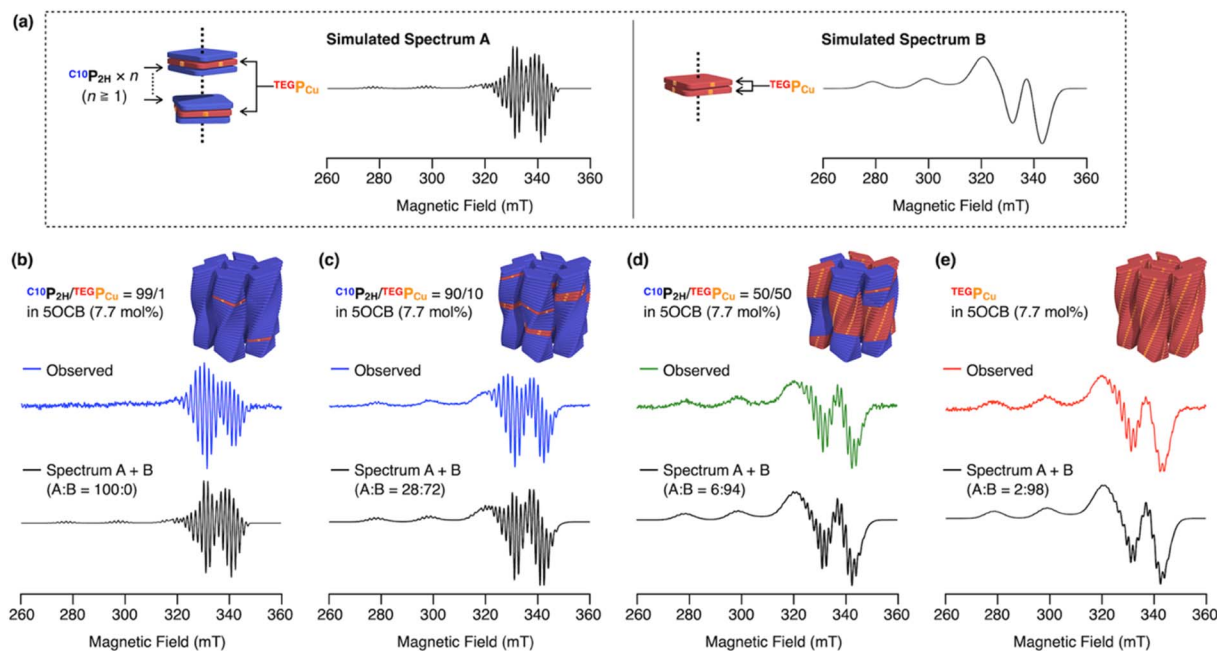 (a)
Simulated Spectrum A
Simulated Spectrum B
C10P2H × n
(n ≧ 1)
TEGPCu
TEGPCu
260 280 300 320 340 360
Magnetic Field (mT)
260 280 300 320 340 360
Magnetic Field (mT)
(b)
C10P2H/TEGPCu = 99/1
in 5OCB (7.7 mol%)
Observed
Spectrum A + B
(A:B = 100:0)
260 280 300 320 340 360
Magnetic Field (mT)
(c)
C10P2H/TEGPCu = 90/10
in 5OCB (7.7 mol%)
Observed
Spectrum A + B
(A:B = 28:72)
260 280 300 320 340 360
Magnetic Field (mT)
(d)
C10P2H/TEGPCu = 50/50
in 5OCB (7.7 mol%)
Observed
Spectrum A + B
(A:B = 6:94)
260 280 300 320 340 360
Magnetic Field (mT)
(e)
TEGPCu
in 5OCB (7.7 mol%)
Observed
Spectrum A + B
(A:B = 2:98)
260 280 300 320 340 360
Magnetic Field (mT)